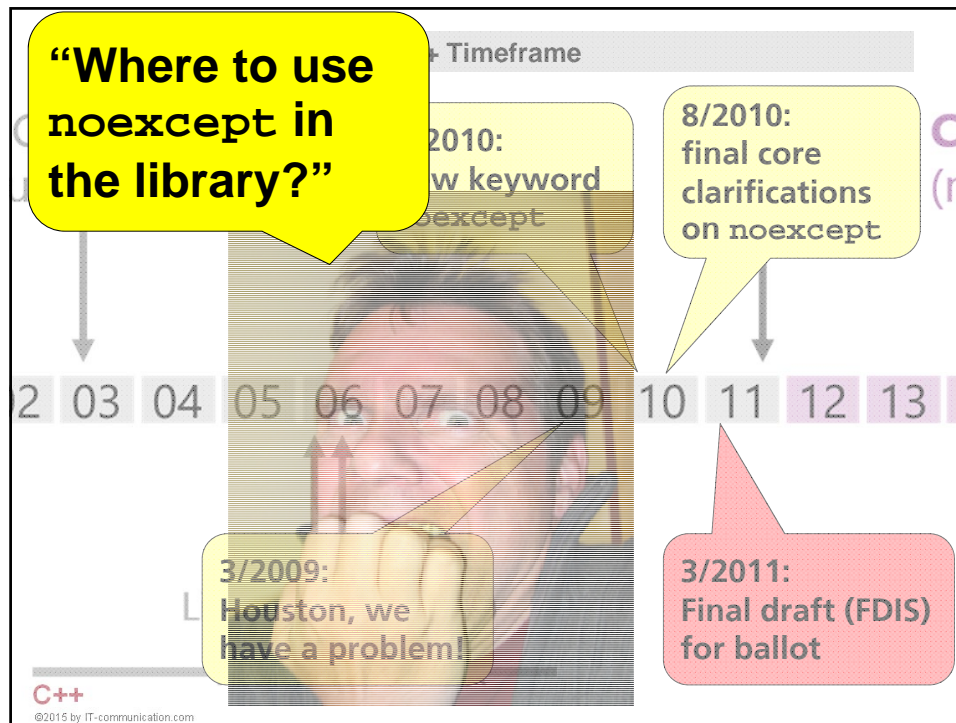 “Where to use
noexcept in
the library?”
Timeframe
2010:
keyword
noexcept
8/2010:
final core
clarifications
on noexcept
03 04 05 06 07 08 09 10 11 12 13
3/2009:
Houston, we
have a problem!
3/2011:
Final draft (FDIS)
for ballot
C++
©2015 by IT-communication.com